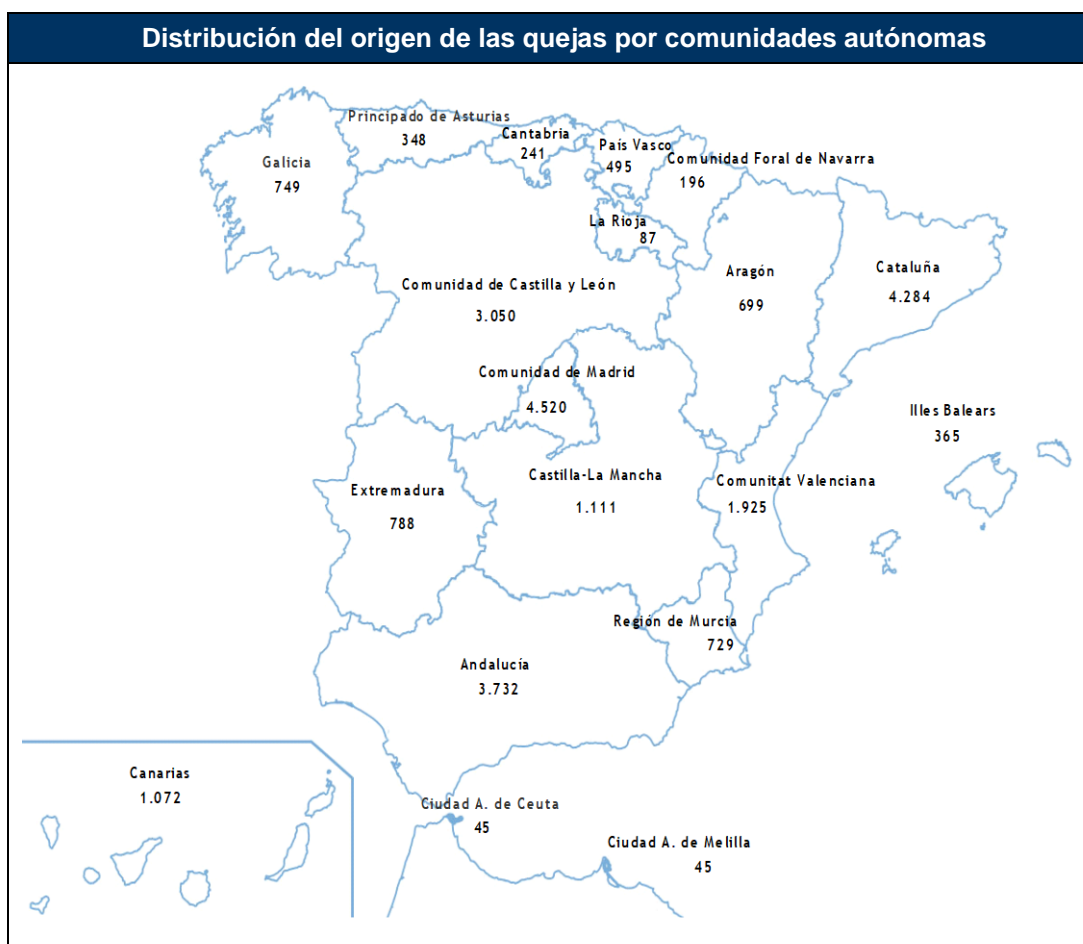 Distribución del origen de las quejas por comunidades autónomas
Principado de Asturias
348
Cantabria
241
País Vasco
495
Comunidad Foral de Navarra
196
Galicia
749
La Rioja
87
Aragón
699
Cataluña
4.284
Comunidad de Castilla y León
3.050
Comunidad de Madrid
4.520
Illes Balears
365
Extremadura
788
Castilla-La Mancha
1.111
Comunitat Valenciana
1.925
Región de Murcia
729
Andalucía
3.732
Canarias
1.072
Ciudad A. de Ceuta
45
Ciudad A. de Melilla
45